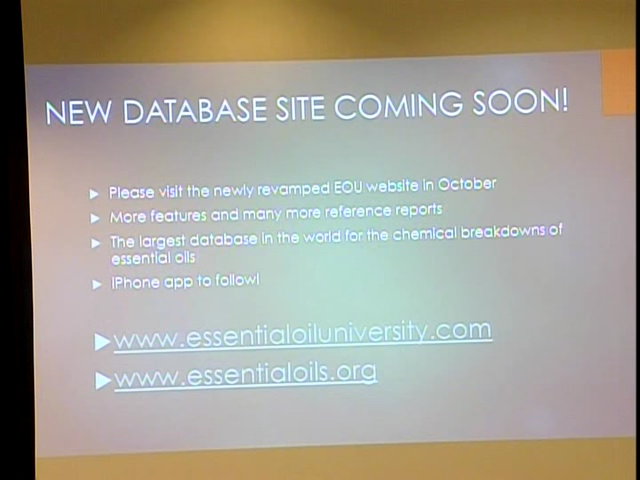 NEW DATABASE SITE COMING SOON!
Please visit the newly revamped EOU website in October
More features and many more reference reports
The largest database in the world for the chemical breakdowns of
essential oils
iPhone app to follow!
www.essentialoiluniversity.com
www.essentialoils.org